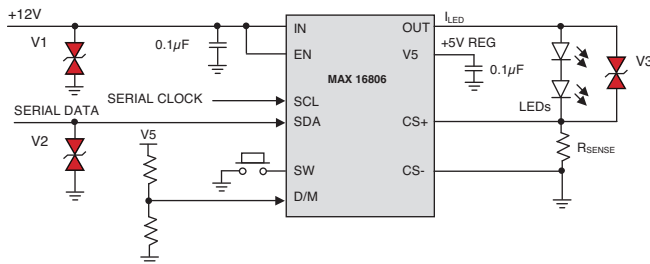 +12V
V1
0.1µF
IN
EN
MAX 16806
OUT
V5
I_LED
+5V REG
0.1µF
V3
LEDs
SERIAL CLOCK
SCL
SERIAL DATA
SDA
CS+
V2
V5
R_SENSE
SW
CS-
D/M